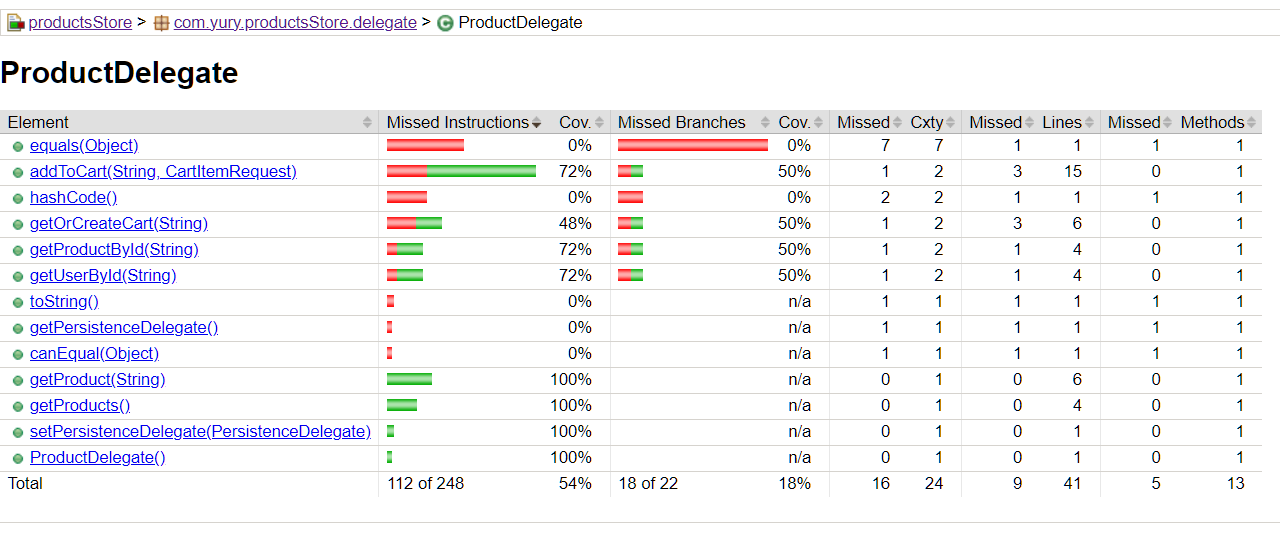 productsStore > com.yury.productsStore.delegate > ProductDelegate
ProductDelegate
Element Missed Instructions Cov. Missed Branches Cov. Missed Cxty Missed Lines Missed Methods
equals(Object) 0% 0% 7 7 1 1 1 1
addToCart(String, CartItemRequest) 72% 50% 1 2 3 15 0 1
hashCode() 0% 0% 2 2 1 1 1 1
getOrCreateCart(String) 48% 50% 1 2 3 6 0 1
getProductById(String) 72% 50% 1 2 1 4 0 1
getUserById(String) 72% 50% 1 2 1 4 0 1
toString() 0% n/a 1 1 1 1 1 1
getPersistenceDelegate() 0% n/a 1 1 1 1 1 1
canEqual(Object) 0% n/a 1 1 1 1 1 1
getProduct(String) 100% n/a 0 1 0 6 0 1
getProducts() 100% n/a 0 1 0 4 0 1
setPersistenceDelegate(PersistenceDelegate) 100% n/a 0 1 0 1 0 1
ProductDelegate() 100% n/a 0 1 0 1 0 1
Total 112 of 248 54% 18 of 22 18% 16 24 9 41 5 13